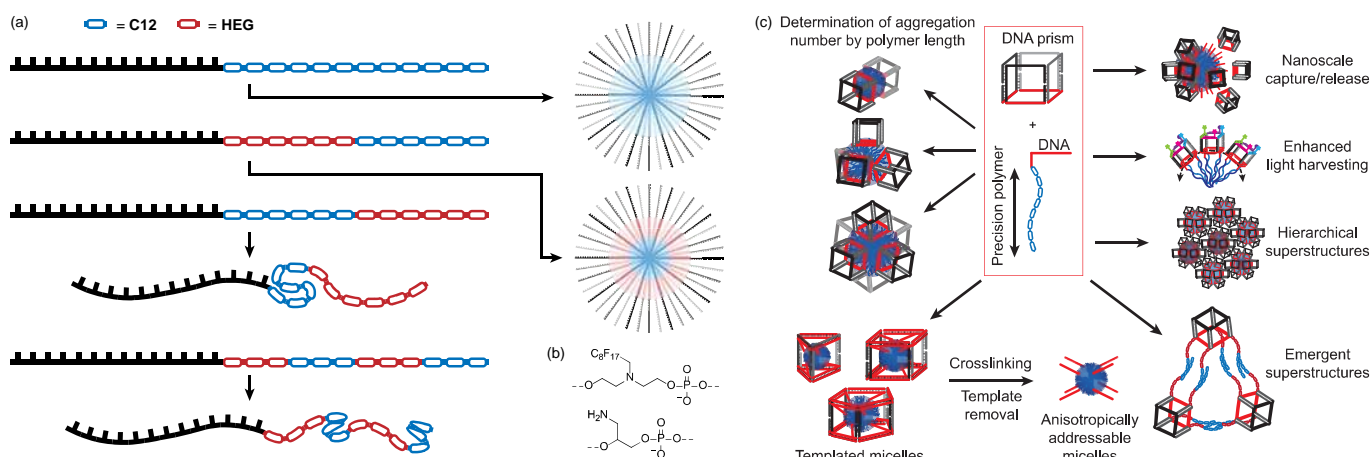 (a)
= C12
= HEG
(b)
C8F17
N
O
O
P
O
−O
H2N
O
O
P
O
−O
(c)
Determination of aggregation
number by polymer length
DNA prism
+
DNA
Precision polymer
Nanoscale
capture/release
Enhanced
light harvesting
Hierarchical
superstructures
Emergent
superstructures
Crosslinking
Template
removal
Templated micelles
Anisotropically
addressable
micelles